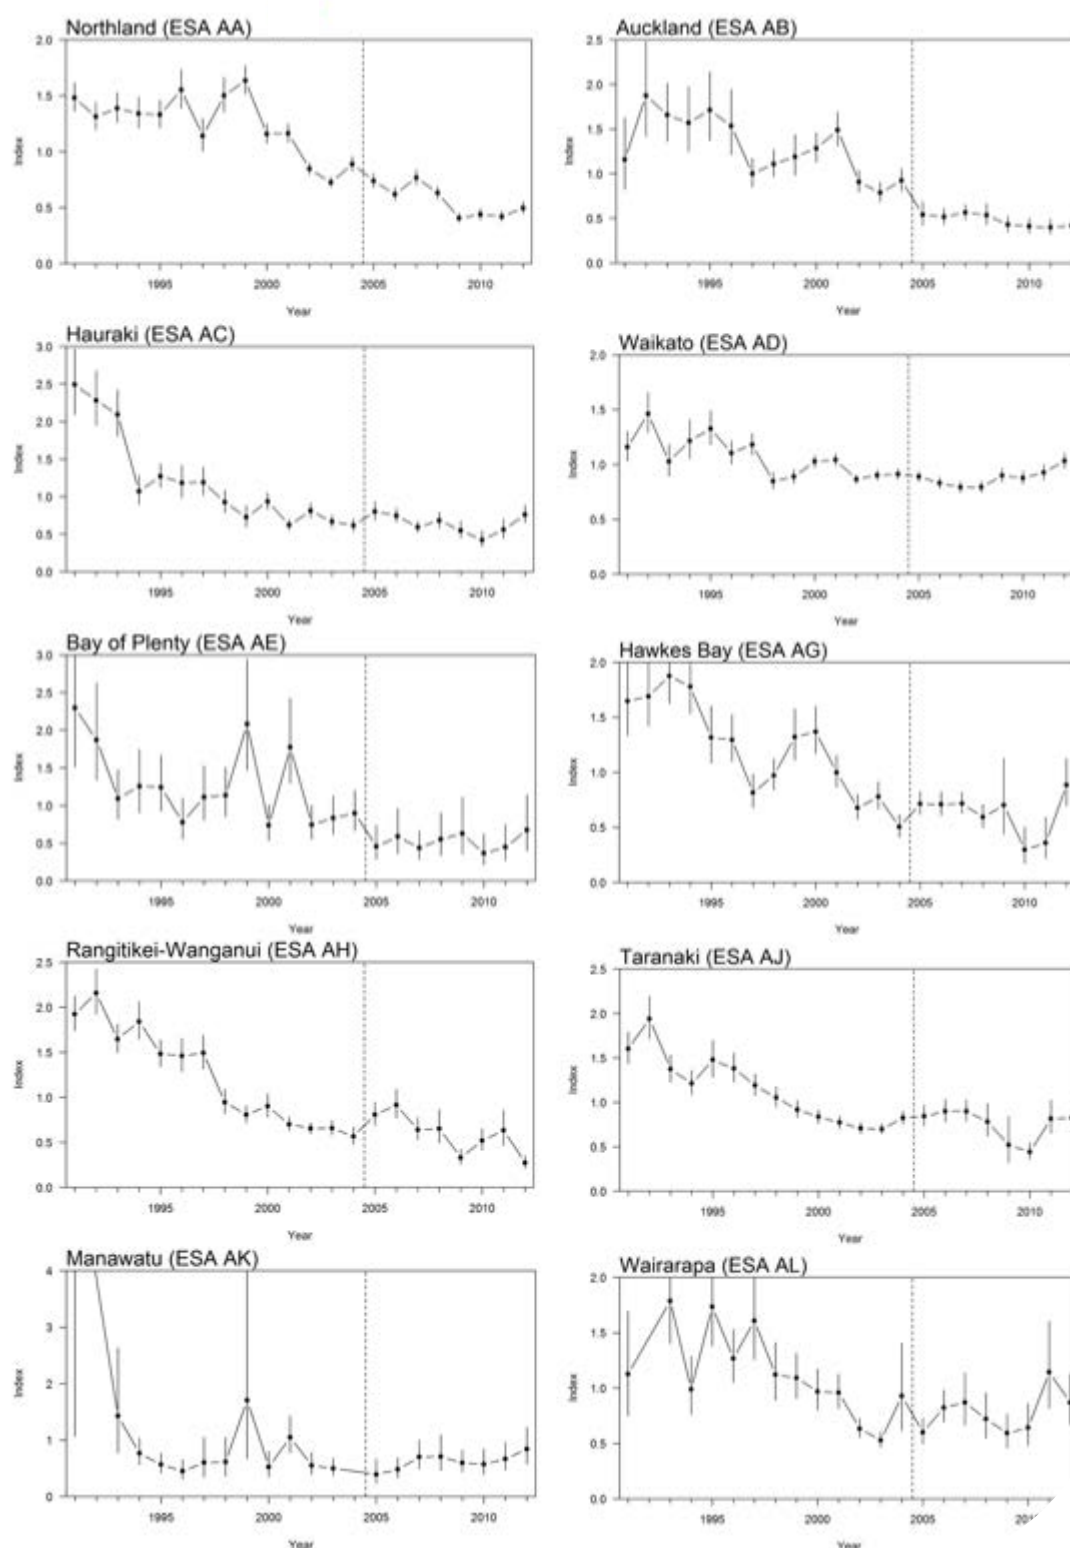 Northland (ESA AA)
2.0
1.5
1.0
0.5
0.0
Index
1995 2000 2005 2010
Year
Auckland (ESA AB)
2.5
2.0
1.5
1.0
0.5
0.0
Index
1995 2000 2005 2010
Year
Hauraki (ESA AC)
3.0
2.5
2.0
1.5
1.0
0.5
0.0
Index
1995 2000 2005 2010
Year
Waikato (ESA AD)
2.0
1.5
1.0
0.5
0.0
Index
1995 2000 2005 2010
Year
Bay of Plenty (ESA AE)
3.0
2.5
2.0
1.5
1.0
0.5
0.0
Index
1995 2000 2005 2010
Year
Hawkes Bay (ESA AG)
2.0
1.5
1.0
0.5
0.0
Index
1995 2000 2005 2010
Year
Rangitikei-Wanganui (ESA AH)
2.5
2.0
1.5
1.0
0.5
0.0
Index
1995 2000 2005 2010
Year
Taranaki (ESA AJ)
2.5
2.0
1.5
1.0
0.5
0.0
Index
1995 2000 2005 2010
Year
Manawatu (ESA AK)
4
3
2
1
0
Index
1995 2000 2005 2010
Year
Wairarapa (ESA AL)
2.0
1.5
1.0
0.5
0.0
Index
1995 2000 2005 2010
Year